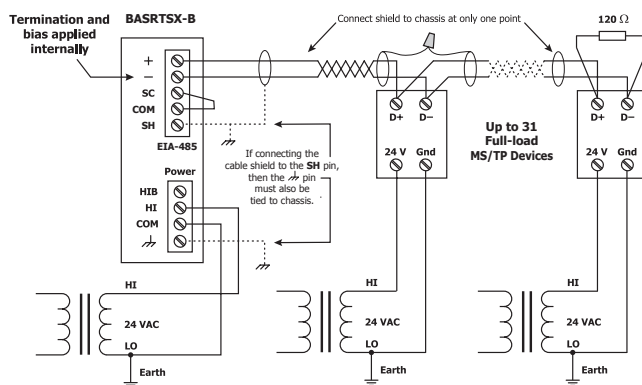 Termination and
bias applied
internally
BASRTSX-B
Connect shield to chassis at only one point
120 Ω
+
−
SC
COM
SH
EIA-485
D+
D−
24 V
Gnd
Up to 31
Full-load
MS/TP Devices
D+
D−
24 V
Gnd
If connecting the
cable shield to the SH pin,
then the pin
must also be
tied to chassis.
Power
HIB
HI
COM
HI
24 VAC
LO
Earth
HI
24 VAC
LO
Earth
HI
24 VAC
LO
Earth